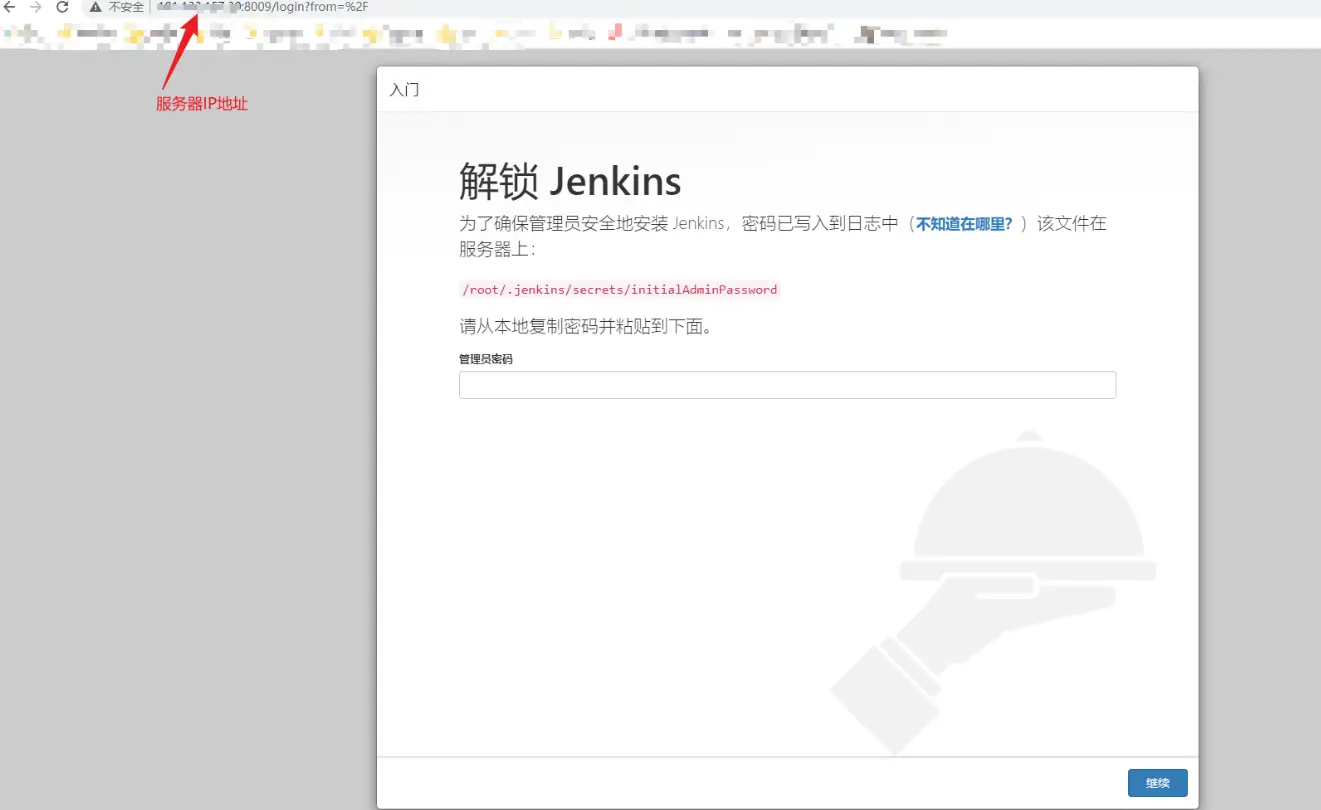 不安全
:8009/login?from=%2F
服务器IP地址
入门
解锁 Jenkins
为了确保管理员安全地安装 Jenkins，密码已写入到日志中（不知道在哪里？）该文件在
服务器上：
/root/.jenkins/secrets/initialAdminPassword
请从本地复制密码并粘贴到下面。
管理员密码
继续